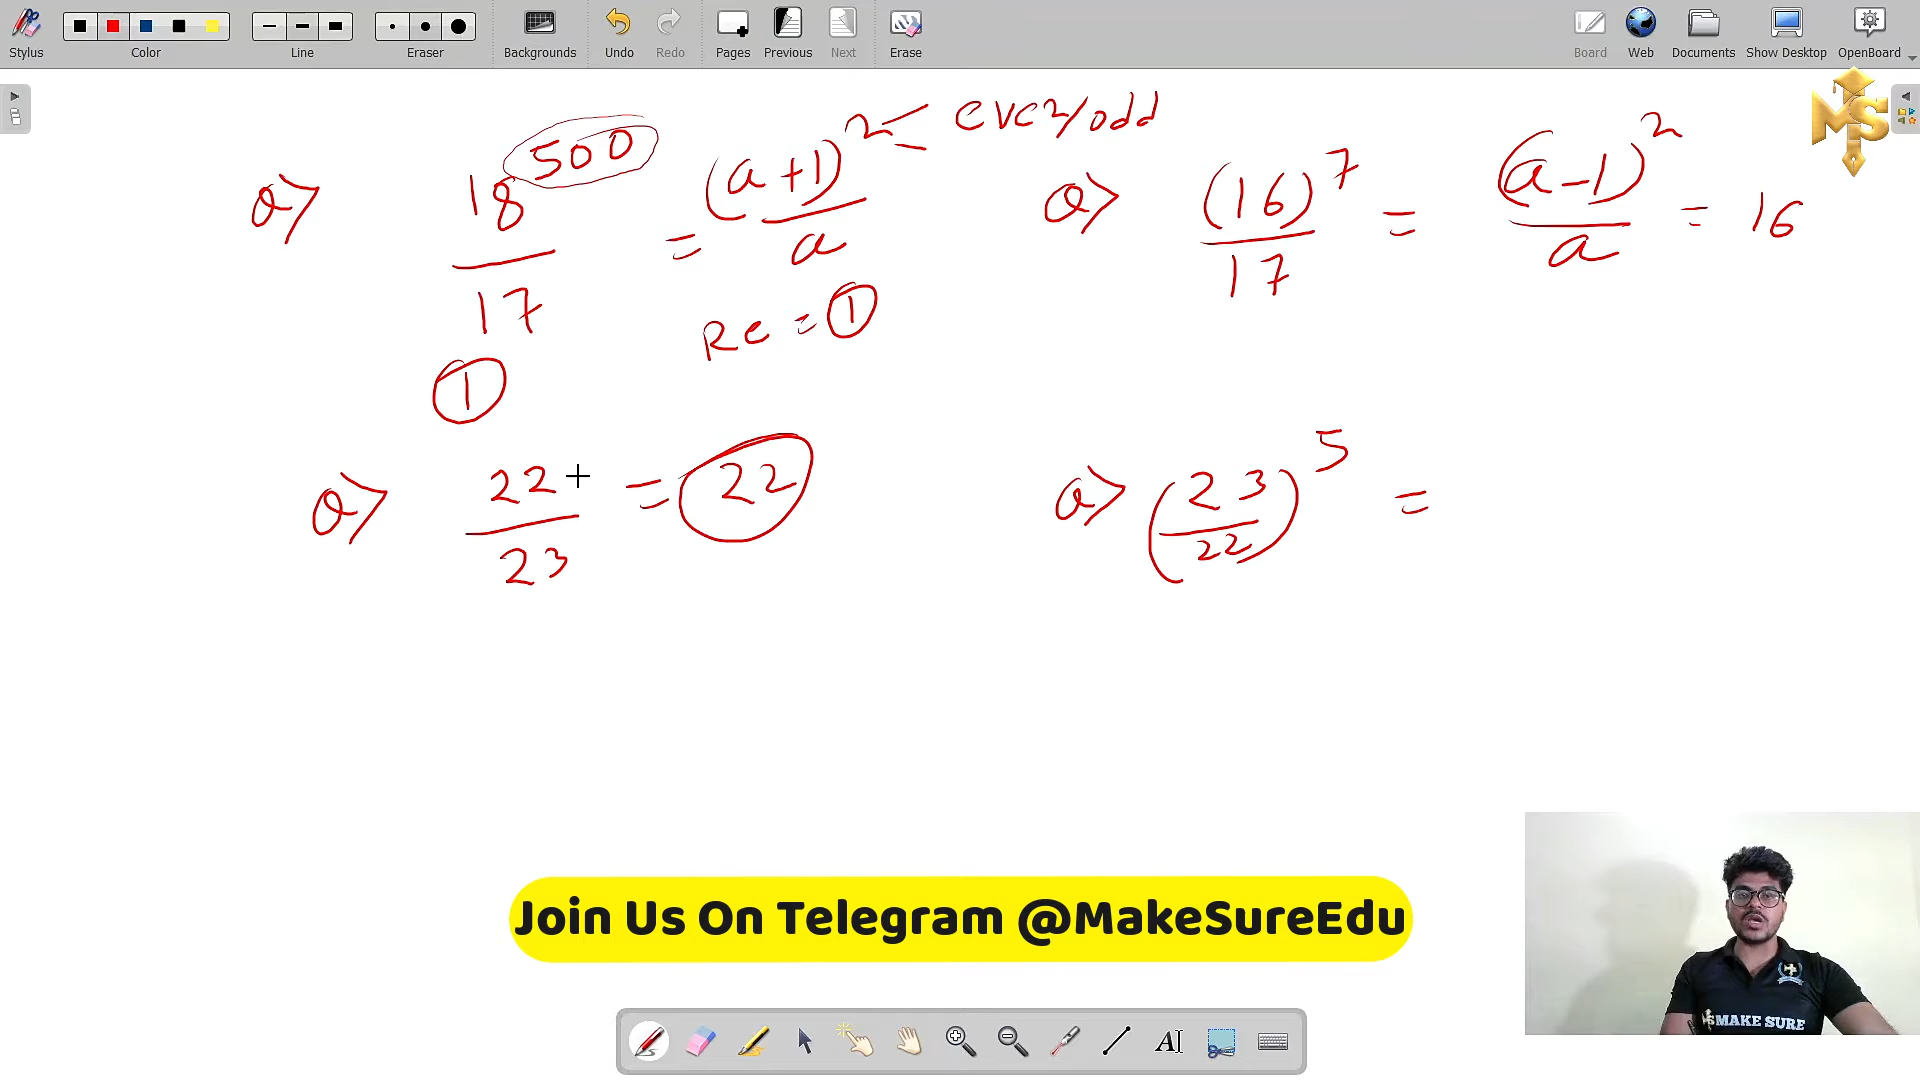 Stylus
Color
Line
Eraser
Backgrounds
Undo
Redo
Pages
Previous
Next
Erase
Board
Web
Documents
Show Desktop
OpenBoard
MS
Q> 18^500 / 17 = (a+1)^n / a < even/odd
Re = 1
1
Q> (16)^7 / 17 = (a-1)^n / a = 16
Q> 22 / 23 = 22
Q> (23 / 22)^5 =
MAKE SURE
Join Us On Telegram @MakeSureEdu
AI